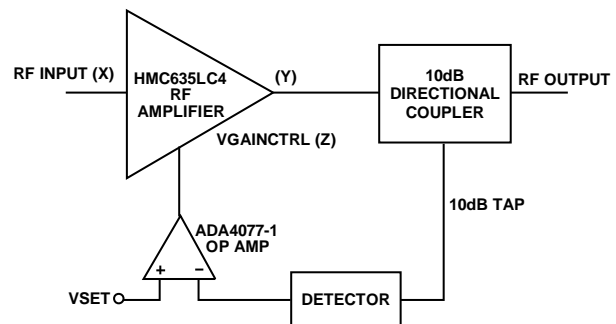 HMC635LC4
RF
AMPLIFIER
RF INPUT (X)
(Y)
10dB
DIRECTIONAL
COUPLER
RF OUTPUT
VGAINCTRL (Z)
10dB TAP
ADA4077-1
OP AMP
+
–
VSET
DETECTOR